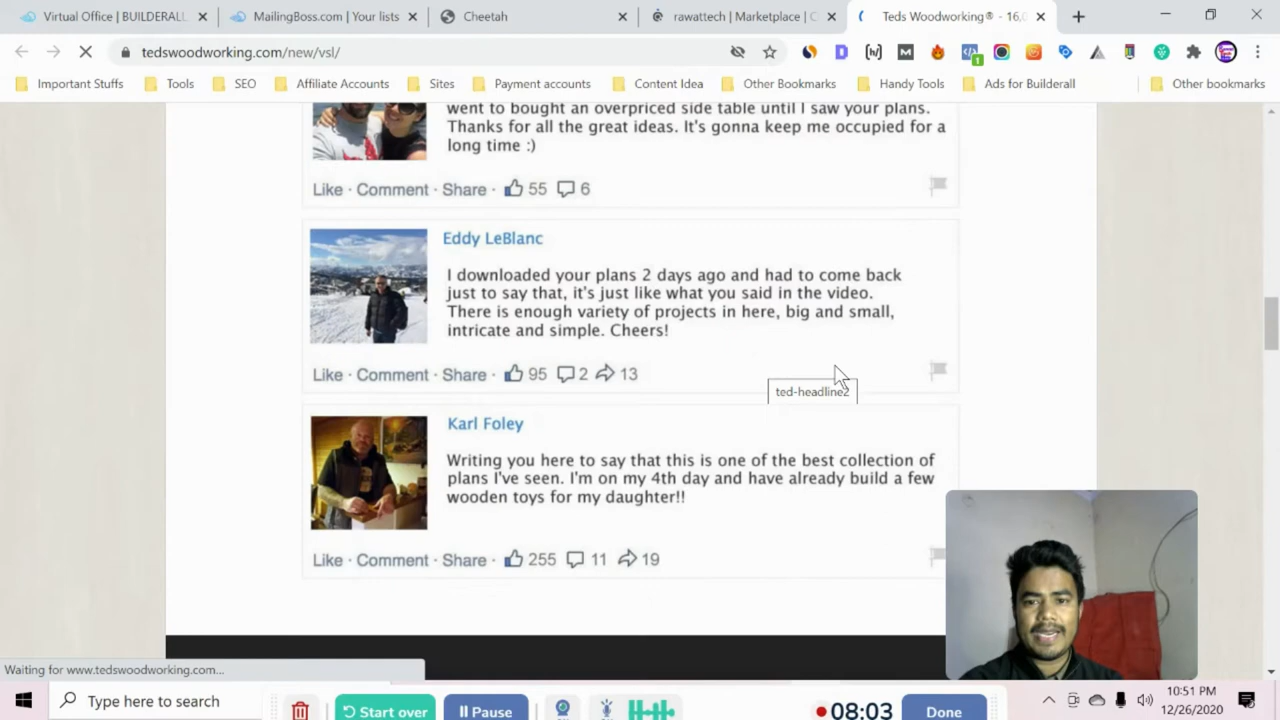 Virtual Office | BUILDERALL
MailingBoss.com | Your lists
Cheetah
rawattech | Marketplace | C
Teds Woodworking® - 16,0
tedswoodworking.com/new/vsl/
Important Stuffs
Tools
SEO
Affiliate Accounts
Sites
Payment accounts
Content Idea
Other Bookmarks
Handy Tools
Ads for Builderall
Other bookmarks
went to bought an overpriced side table until I saw your plans.
Thanks for all the great ideas. It's gonna keep me occupied for a
long time :)
Like · Comment · Share · 55 6
Eddy LeBlanc
I downloaded your plans 2 days ago and had to come back
just to say that, it's just like what you said in the video.
There is enough variety of projects in here, big and small,
intricate and simple. Cheers!
Like · Comment · Share · 95 2 13
ted-headline2
Karl Foley
Writing you here to say that this is one of the best collection of
plans I've seen. I'm on my 4th day and have already build a few
wooden toys for my daughter!!
Like · Comment · Share · 255 11 19
Waiting for www.tedswoodworking.com...
Type here to search
Start over
Pause
08:03
Done
10:51 PM
12/26/2020